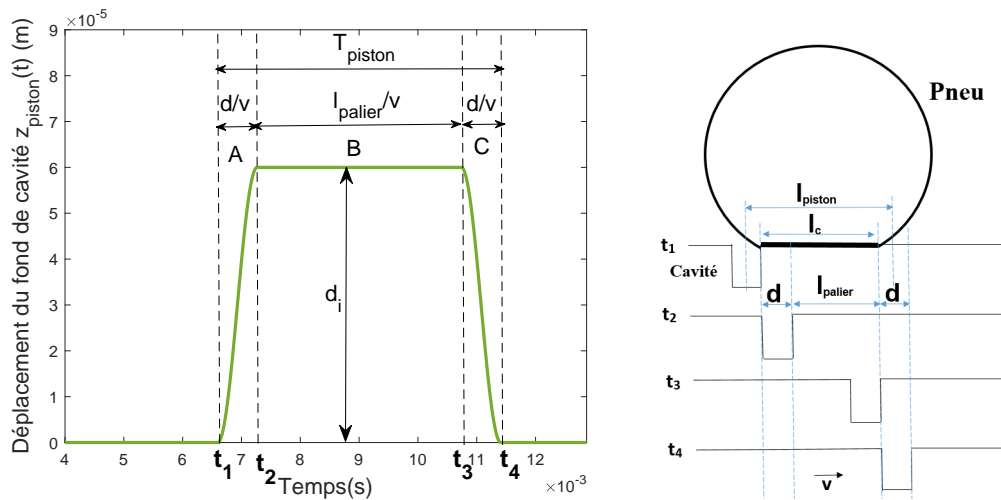 ×10⁻⁵
9
8
7
6
5
4
3
2
1
0
Déplacement du fond de cavité z_piston(t) (m)
T_piston
d/v
l_palier/v
d/v
A
B
C
d_i
4
5
6
7
8
9
10
11
12
t₁
t₂
t₃
t₄
Temps(s)
×10⁻³
Pneu
l_piston
l_c
t₁
Cavité
d
l_palier
d
t₂
t₃
t₄
v